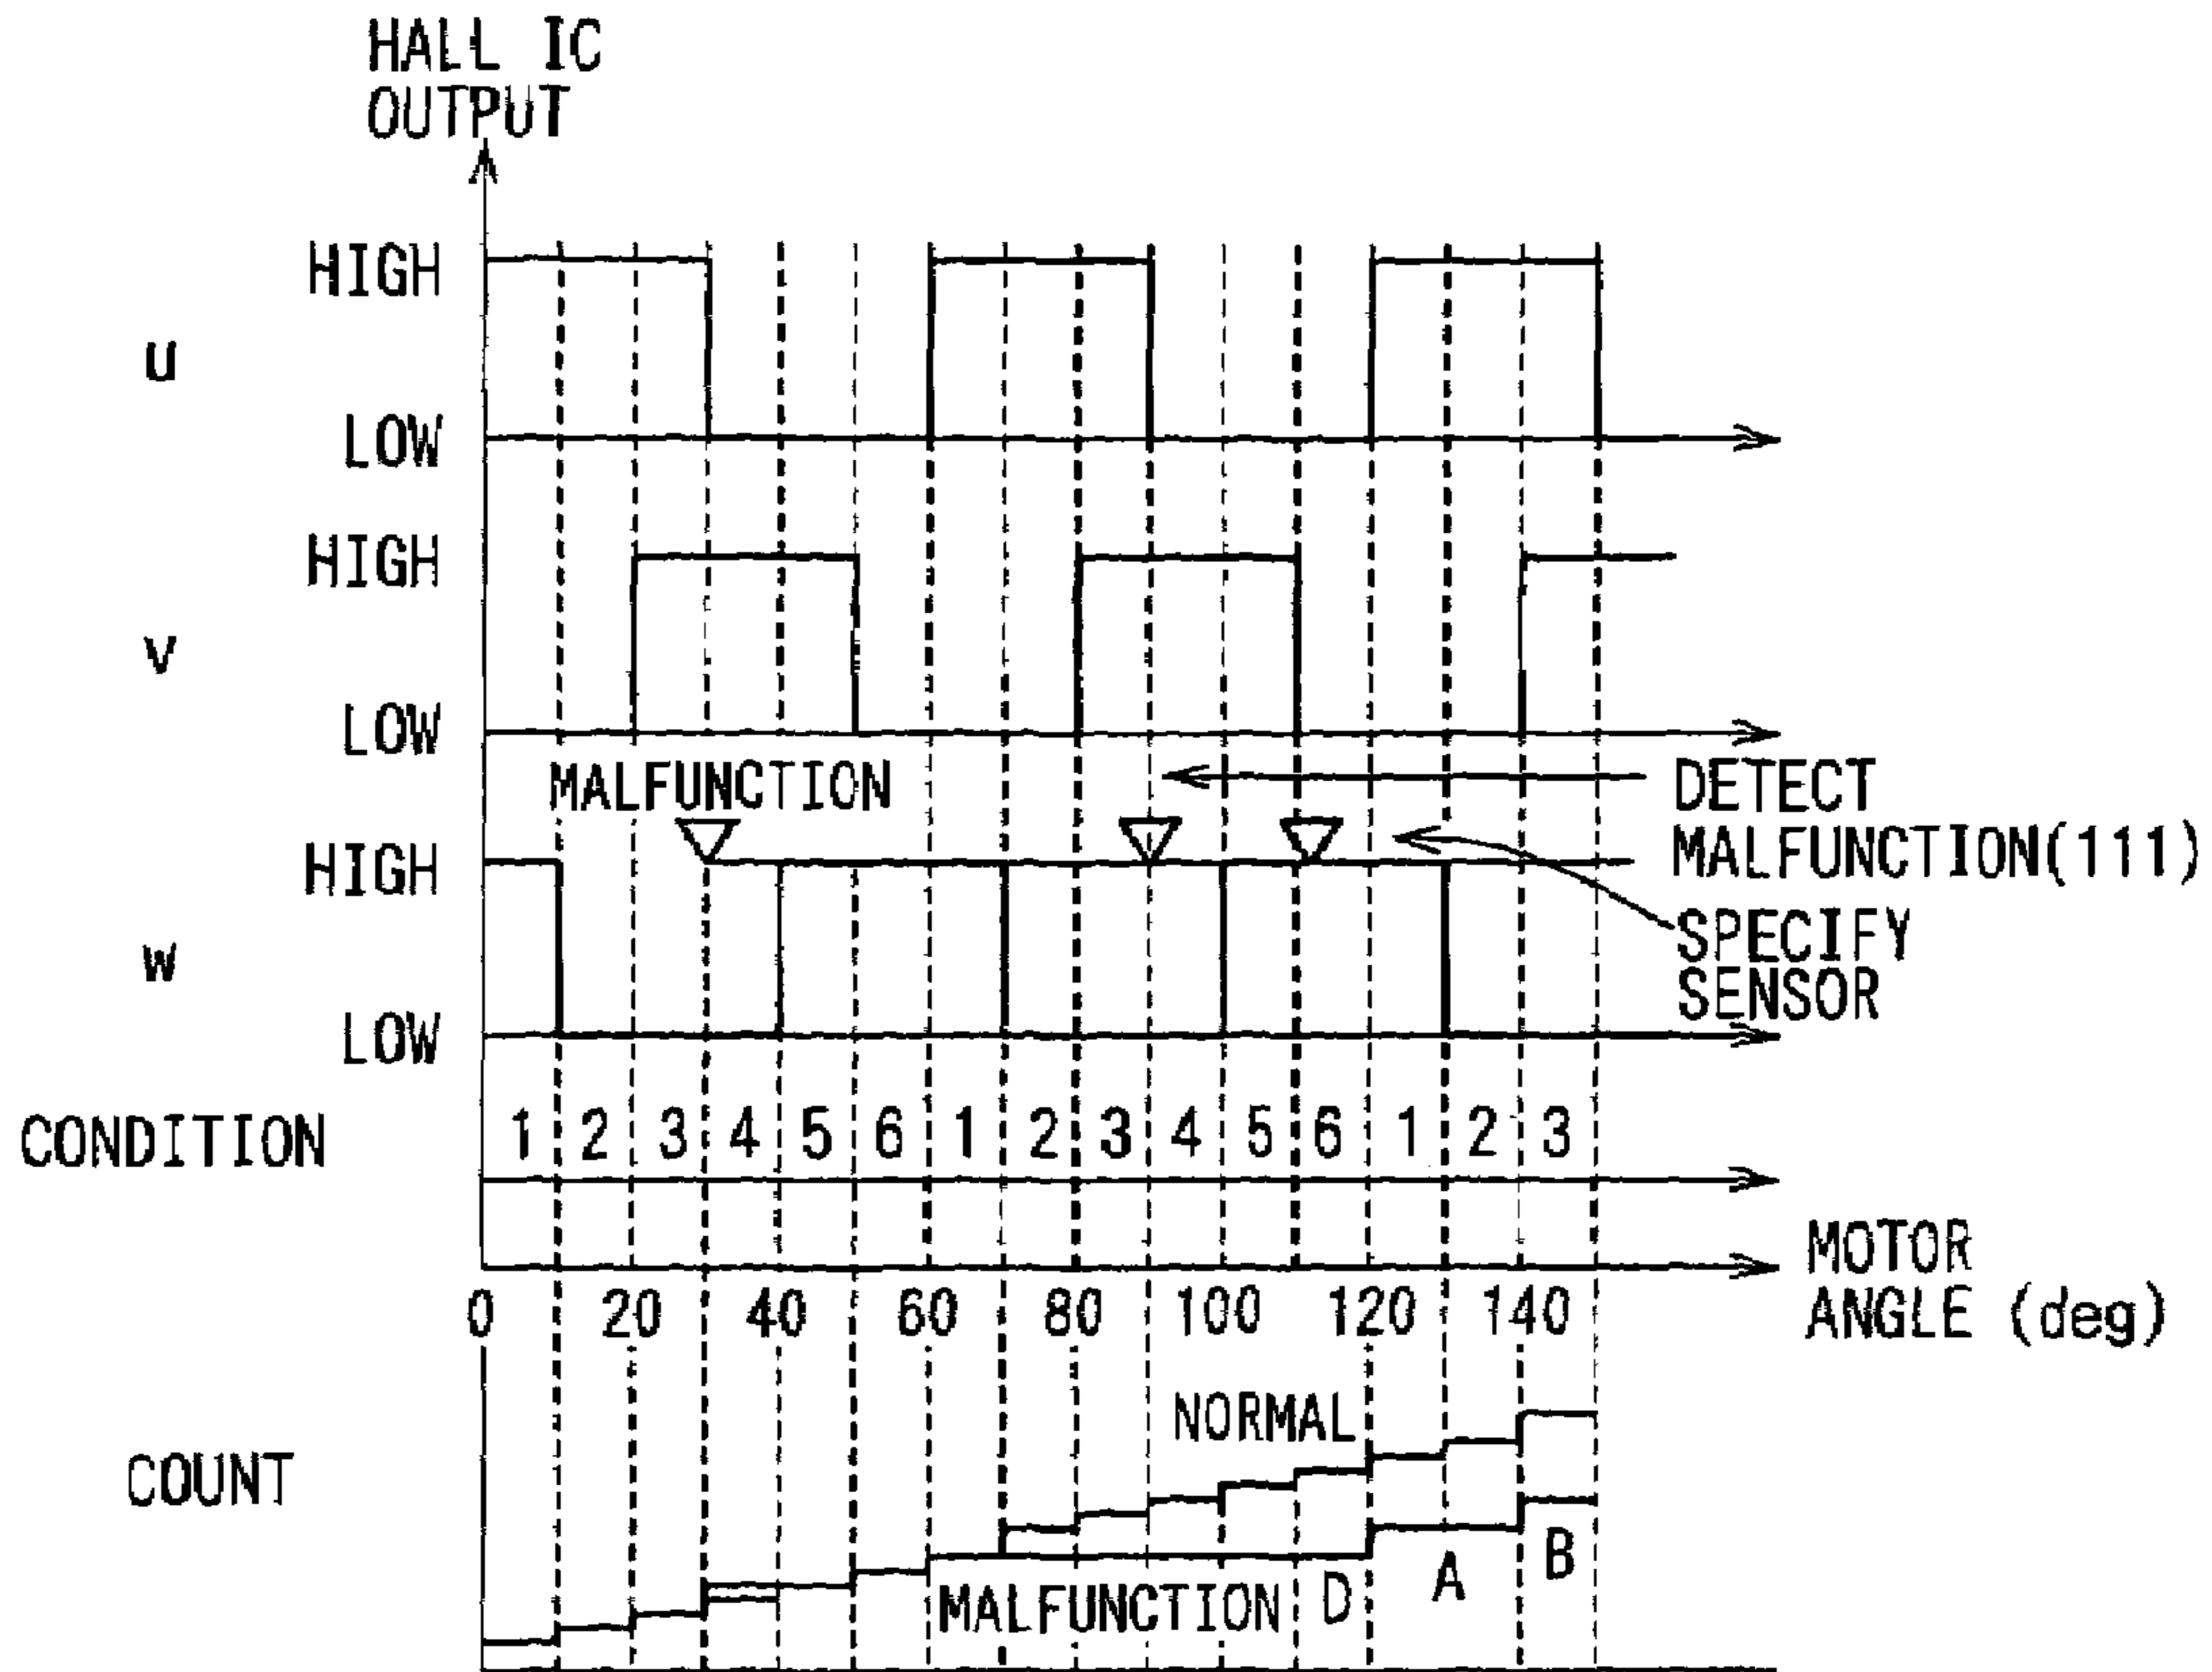 HALL IC
OUTPUT
HIGH
u
LOW
HIGH
v
LOW
MALFUNCTION
DETECT
MALFUNCTION(111)
HIGH
SPECIFY
SENSOR
w
LOW
CONDITION 1 2 3 4 5 6 1 2 3 4 5 6 1 2 3
MOTOR
ANGLE (deg)
0 20 40 60 80 100 120 140
NORMAL
COUNT
MALFUNCTION D A B